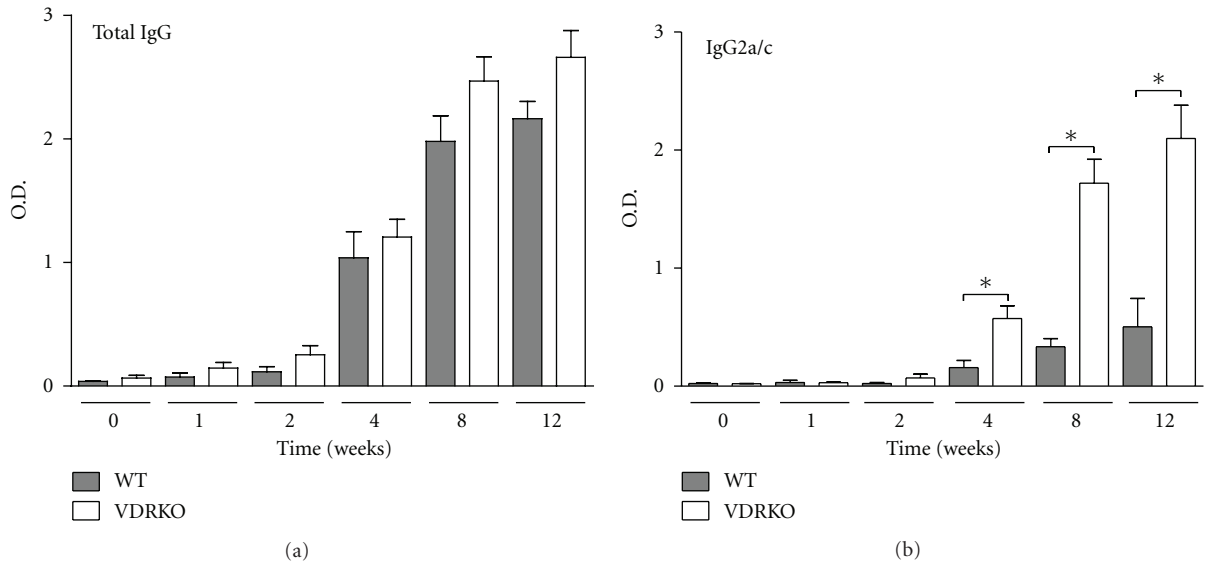 Total IgG
3
2
1
0
O.D.
0 1 2 4 8 12
Time (weeks)
WT
VDRKO
(a)
IgG2a/c
3
2
1
0
O.D.
*
*
*
0 1 2 4 8 12
Time (weeks)
WT
VDRKO
(b)